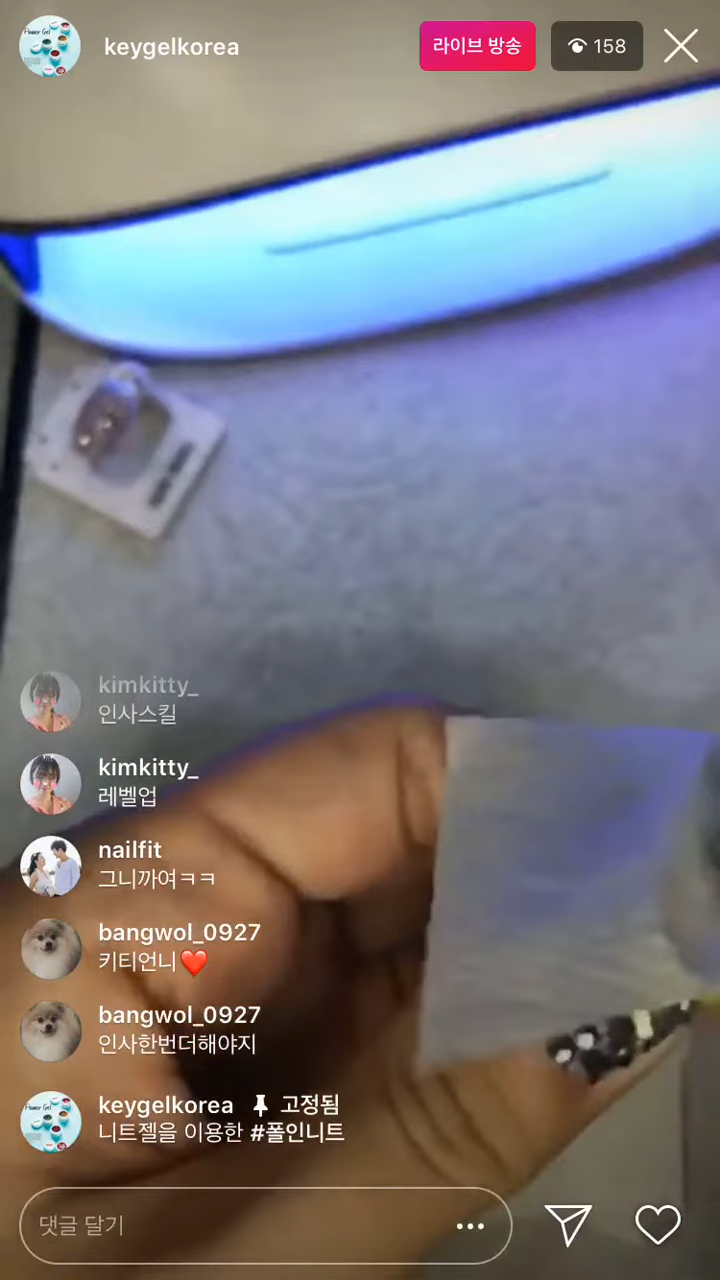 keygelkorea
라이브 방송
158
kimkitty_
인사스킬
kimkitty_
레벨업
nailfit
그니까여ㅋㅋ
bangwol_0927
키티언니❤️
bangwol_0927
인사한번더해야지
keygelkorea 고정됨
니트젤을 이용한 #폴인니트
댓글 달기